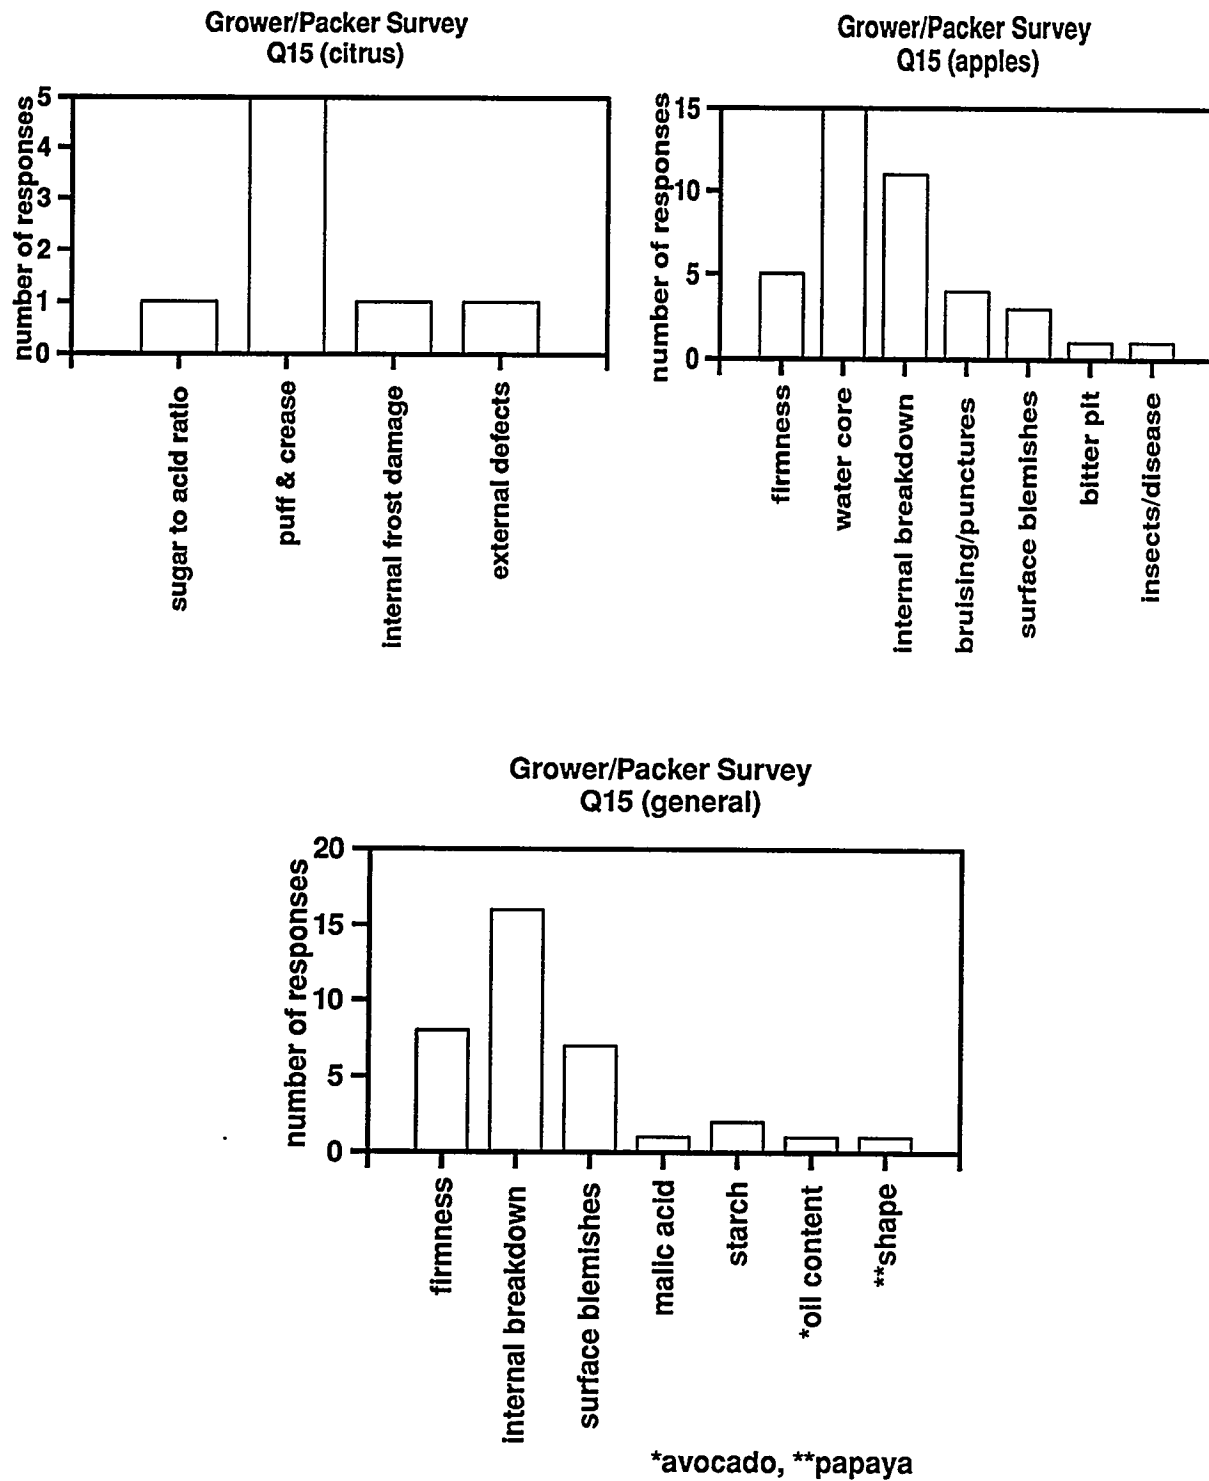 Grower/Packer Survey
Q15 (citrus)
number of responses
5
4
3
2
1
0
sugar to acid ratio
puff & crease
internal frost damage
external defects
Grower/Packer Survey
Q15 (apples)
number of responses
15
10
5
0
firmness
water core
internal breakdown
bruising/punctures
surface blemishes
bitter pit
insects/disease
Grower/Packer Survey
Q15 (general)
number of responses
20
15
10
5
0
firmness
internal breakdown
surface blemishes
malic acid
starch
*oil content
**shape
*avocado, **papaya